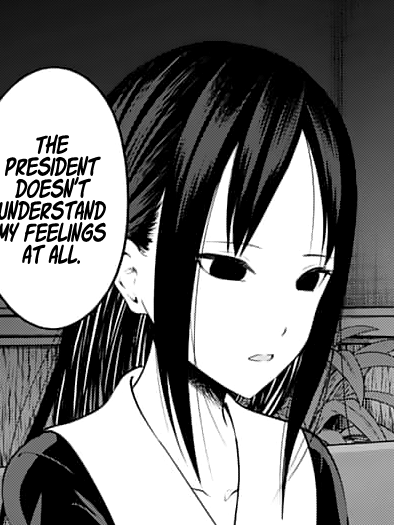 THE
PRESIDENT
DOESN'T
UNDERSTAND
MY FEELINGS
AT ALL.